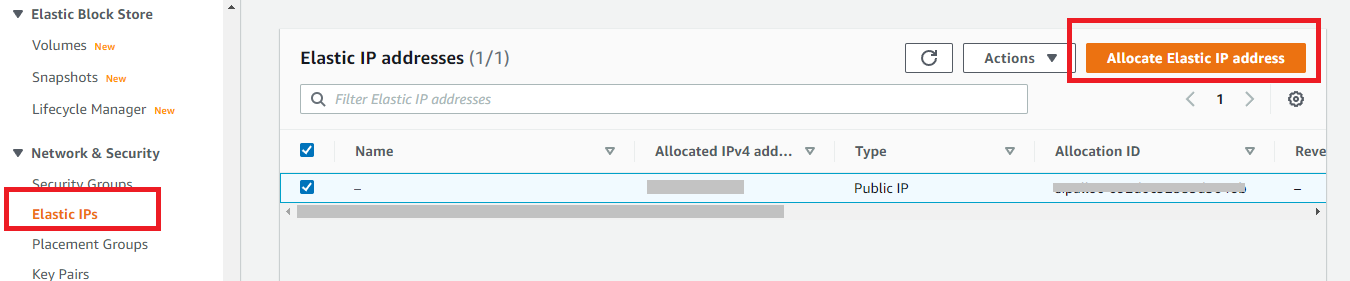 Elastic Block Store
Volumes New
Snapshots New
Lifecycle Manager New
Network & Security
Security Groups
Elastic IPs
Placement Groups
Key Pairs
Elastic IP addresses (1/1)
Actions
Allocate Elastic IP address
Filter Elastic IP addresses
1
Name Allocated IPv4 add... Type Allocation ID Reve
– Public IP –